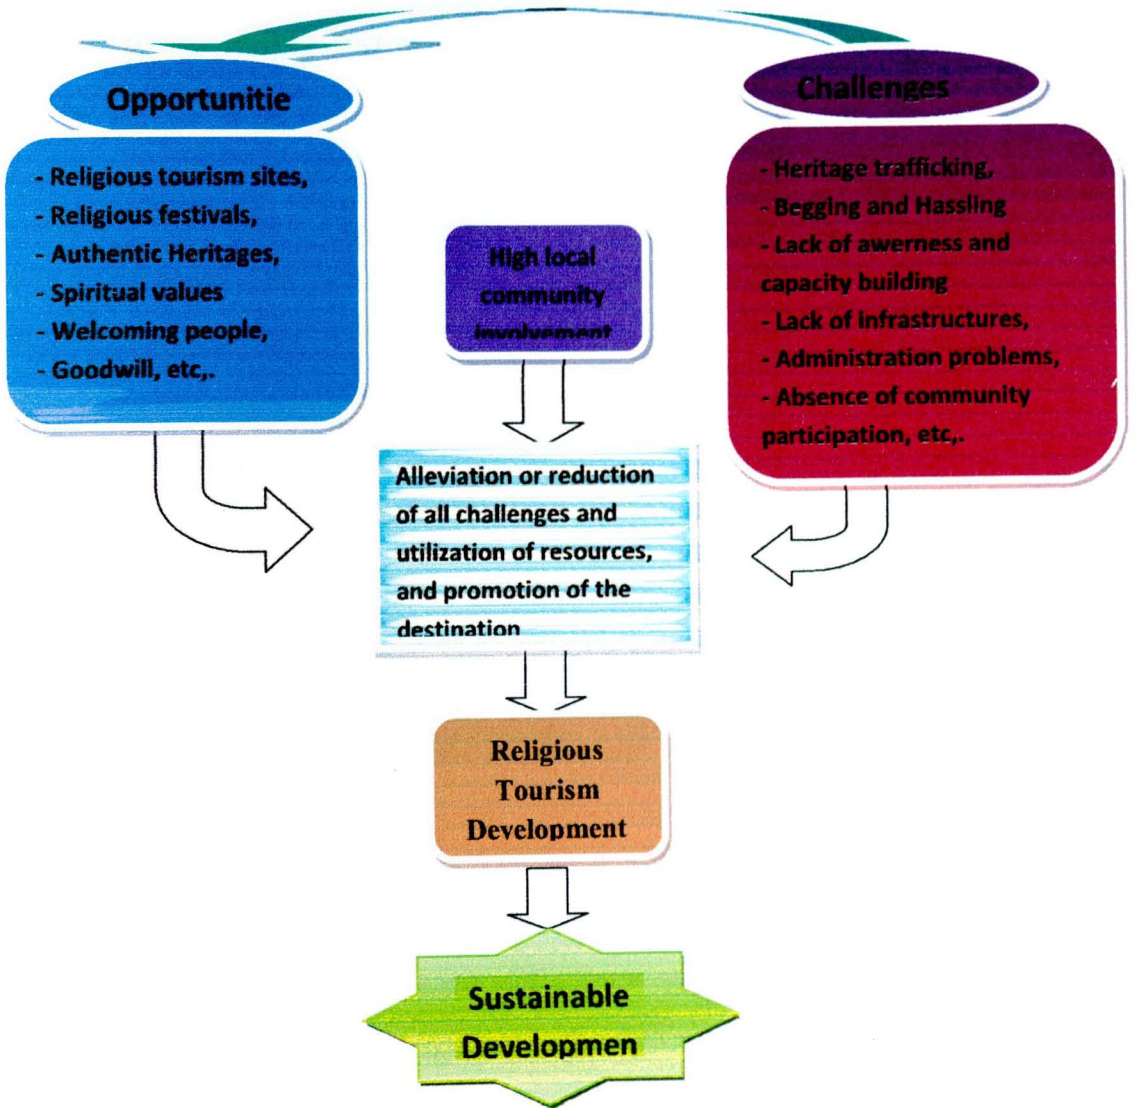 Opportunitie
- Religious tourism sites,
- Religious festivals,
- Authentic Heritages,
- Spiritual values
- Welcoming people,
- Goodwill, etc,.
Challenges
- Heritage trafficking,
- Begging and Hassling
- Lack of awerness and
capacity building
- Lack of infrastructures,
- Administration problems,
- Absence of community
participation, etc,.
High local
community
involvement
Alleviation or reduction
of all challenges and
utilization of resources,
and promotion of the
destination
Religious
Tourism
Development
Sustainable
Developmen